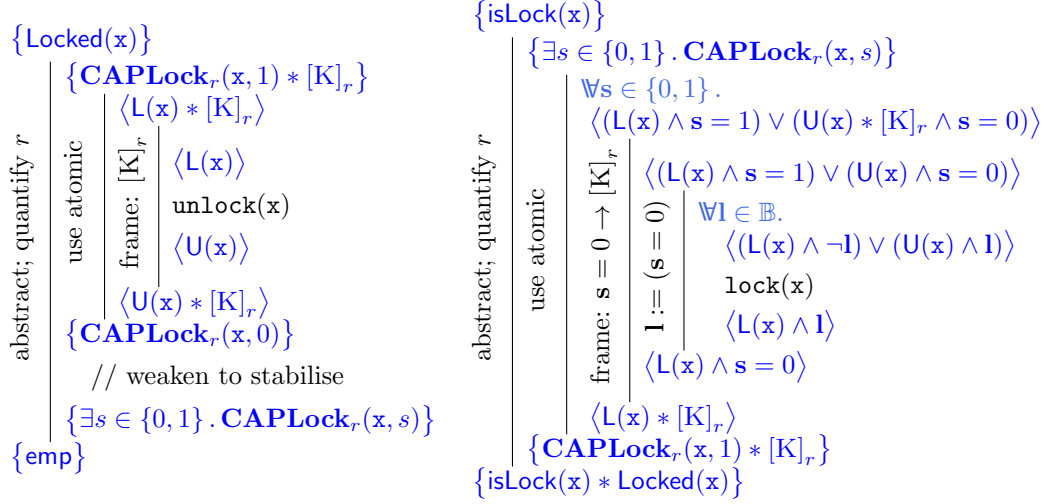 {Locked(x)}
abstract; quantify r
{CAPLock_r(x, 1) * [K]_r}
use atomic
⟨L(x) * [K]_r⟩
frame: [K]_r
⟨L(x)⟩
unlock(x)
⟨U(x)⟩
⟨U(x) * [K]_r⟩
{CAPLock_r(x, 0)}
// weaken to stabilise
{∃s ∈ {0, 1} . CAPLock_r(x, s)}
{emp}
{isLock(x)}
abstract; quantify r
{∃s ∈ {0, 1} . CAPLock_r(x, s)}
use atomic
∀s ∈ {0, 1} .
⟨(L(x) ∧ s = 1) ∨ (U(x) * [K]_r ∧ s = 0)⟩
frame: s = 0 → [K]_r
⟨(L(x) ∧ s = 1) ∨ (U(x) ∧ s = 0)⟩
l := (s = 0)
∀l ∈ 𝔹.
⟨(L(x) ∧ ¬l) ∨ (U(x) ∧ l)⟩
lock(x)
⟨L(x) ∧ l⟩
⟨L(x) ∧ s = 0⟩
⟨L(x) * [K]_r⟩
{CAPLock_r(x, 1) * [K]_r}
{isLock(x) * Locked(x)}